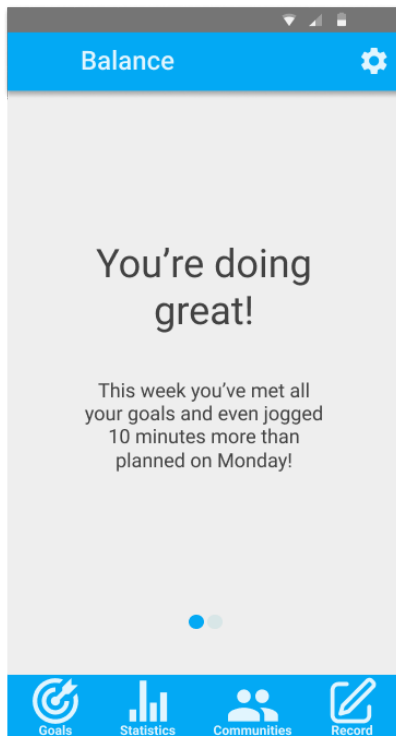 Balance
You’re doing
great!
This week you’ve met all
your goals and even jogged
10 minutes more than
planned on Monday!
Goals Statistics Communities Record